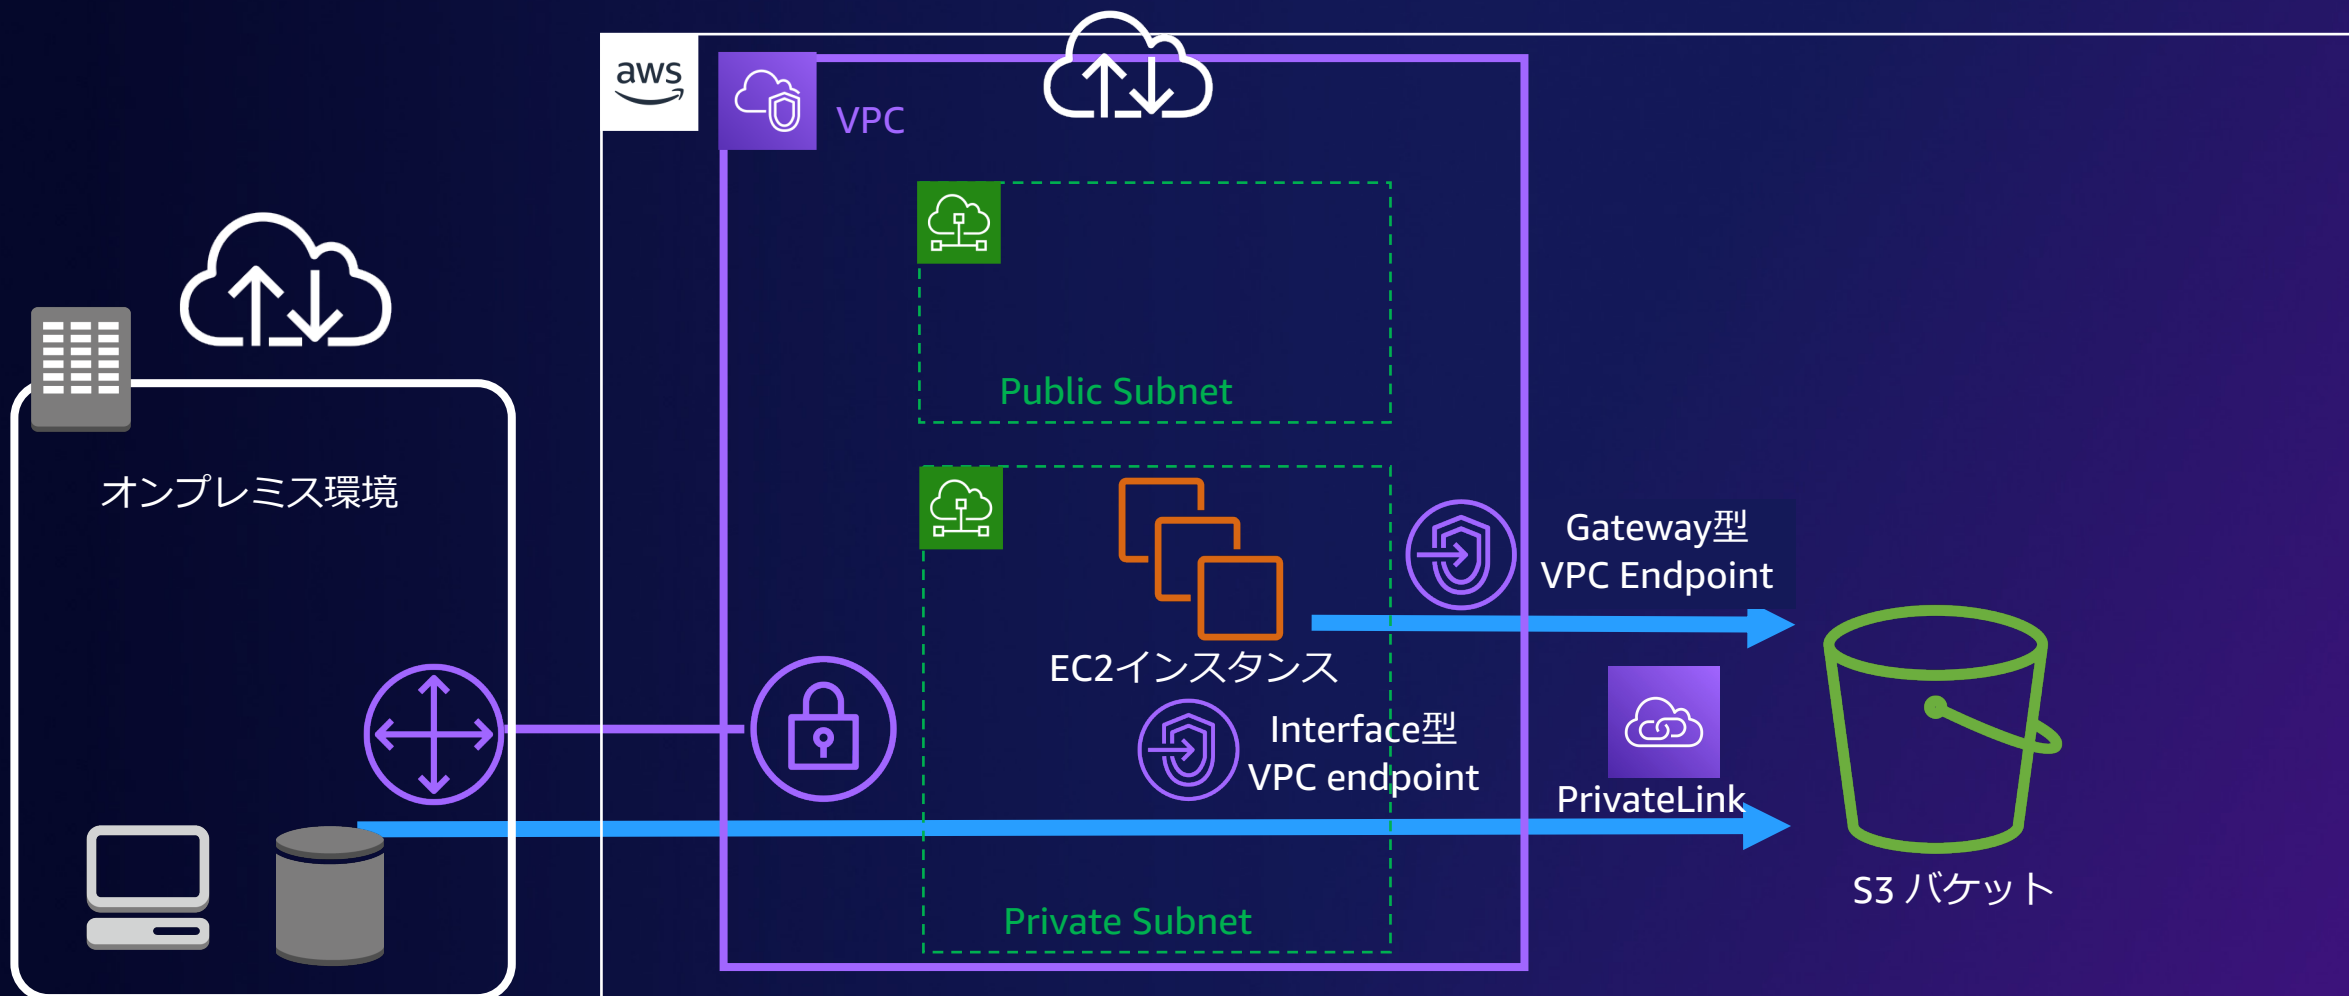 aws
VPC
Public Subnet
オンプレミス環境
Gateway型
VPC Endpoint
EC2インスタンス
Interface型
VPC endpoint
PrivateLink
S3 バケット
Private Subnet